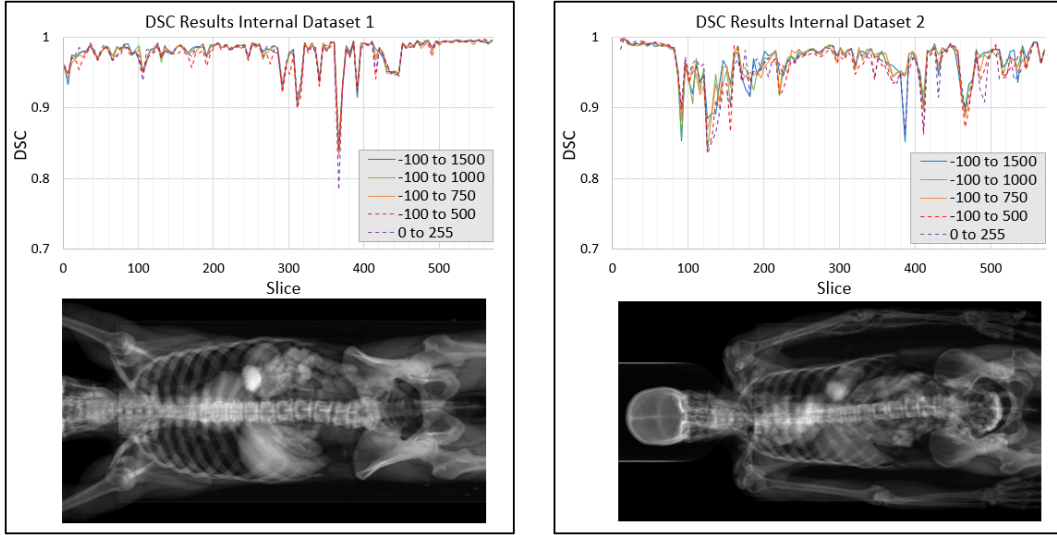 DSC Results Internal Dataset 1
1
0.9
0.8
0.7
DSC
-100 to 1500
-100 to 1000
-100 to 750
-100 to 500
0 to 255
0
100
200
300
400
500
Slice
DSC Results Internal Dataset 2
1
0.9
0.8
0.7
DSC
-100 to 1500
-100 to 1000
-100 to 750
-100 to 500
0 to 255
0
100
200
300
400
500
Slice